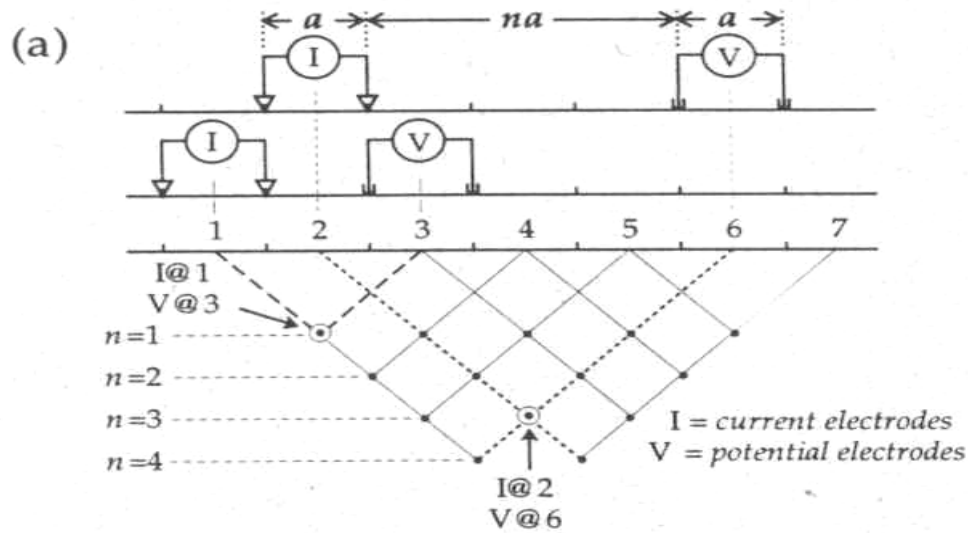 (a)
a na a
I V
I V
1 2 3 4 5 6 7
I@1
V@3
n=1
n=2
n=3
n=4
I = current electrodes
V = potential electrodes
I@2
V@6